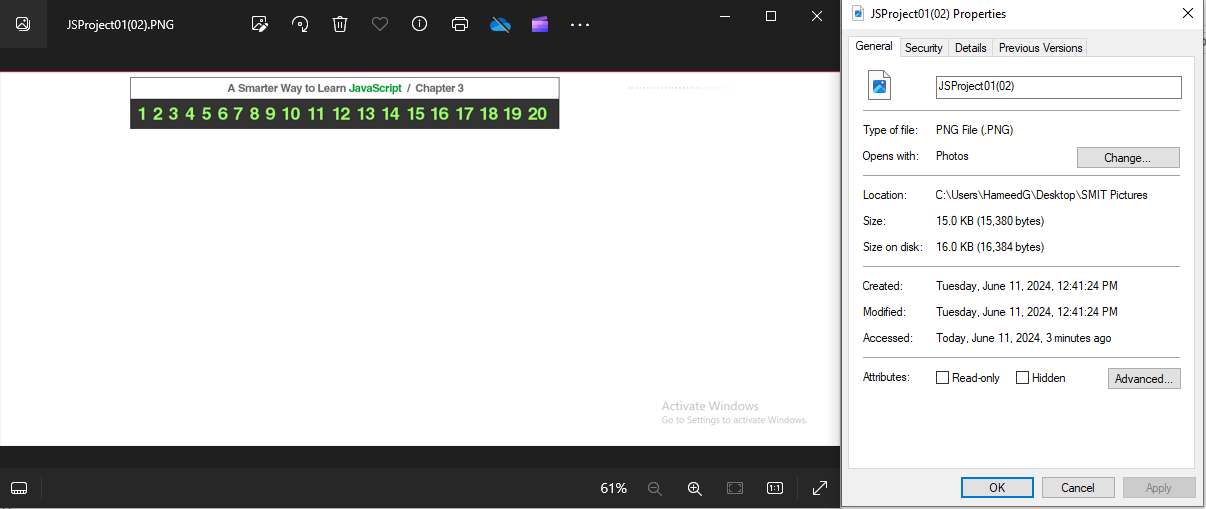 JSProject01(02).PNG
A Smarter Way to Learn JavaScript / Chapter 3
1 2 3 4 5 6 7 8 9 10 11 12 13 14 15 16 17 18 19 20
Activate Windows
Go to Settings to activate Windows.
61%
1:1
JSProject01(02) Properties
General Security Details Previous Versions
JSProject01(02)
Type of file: PNG File (.PNG)
Opens with: Photos Change...
Location: C:\Users\HameedG\Desktop\SMIT Pictures
Size: 15.0 KB (15,380 bytes)
Size on disk: 16.0 KB (16,384 bytes)
Created: Tuesday, June 11, 2024, 12:41:24 PM
Modified: Tuesday, June 11, 2024, 12:41:24 PM
Accessed: Today, June 11, 2024, 3 minutes ago
Attributes: Read-only Hidden Advanced...
OK Cancel Apply